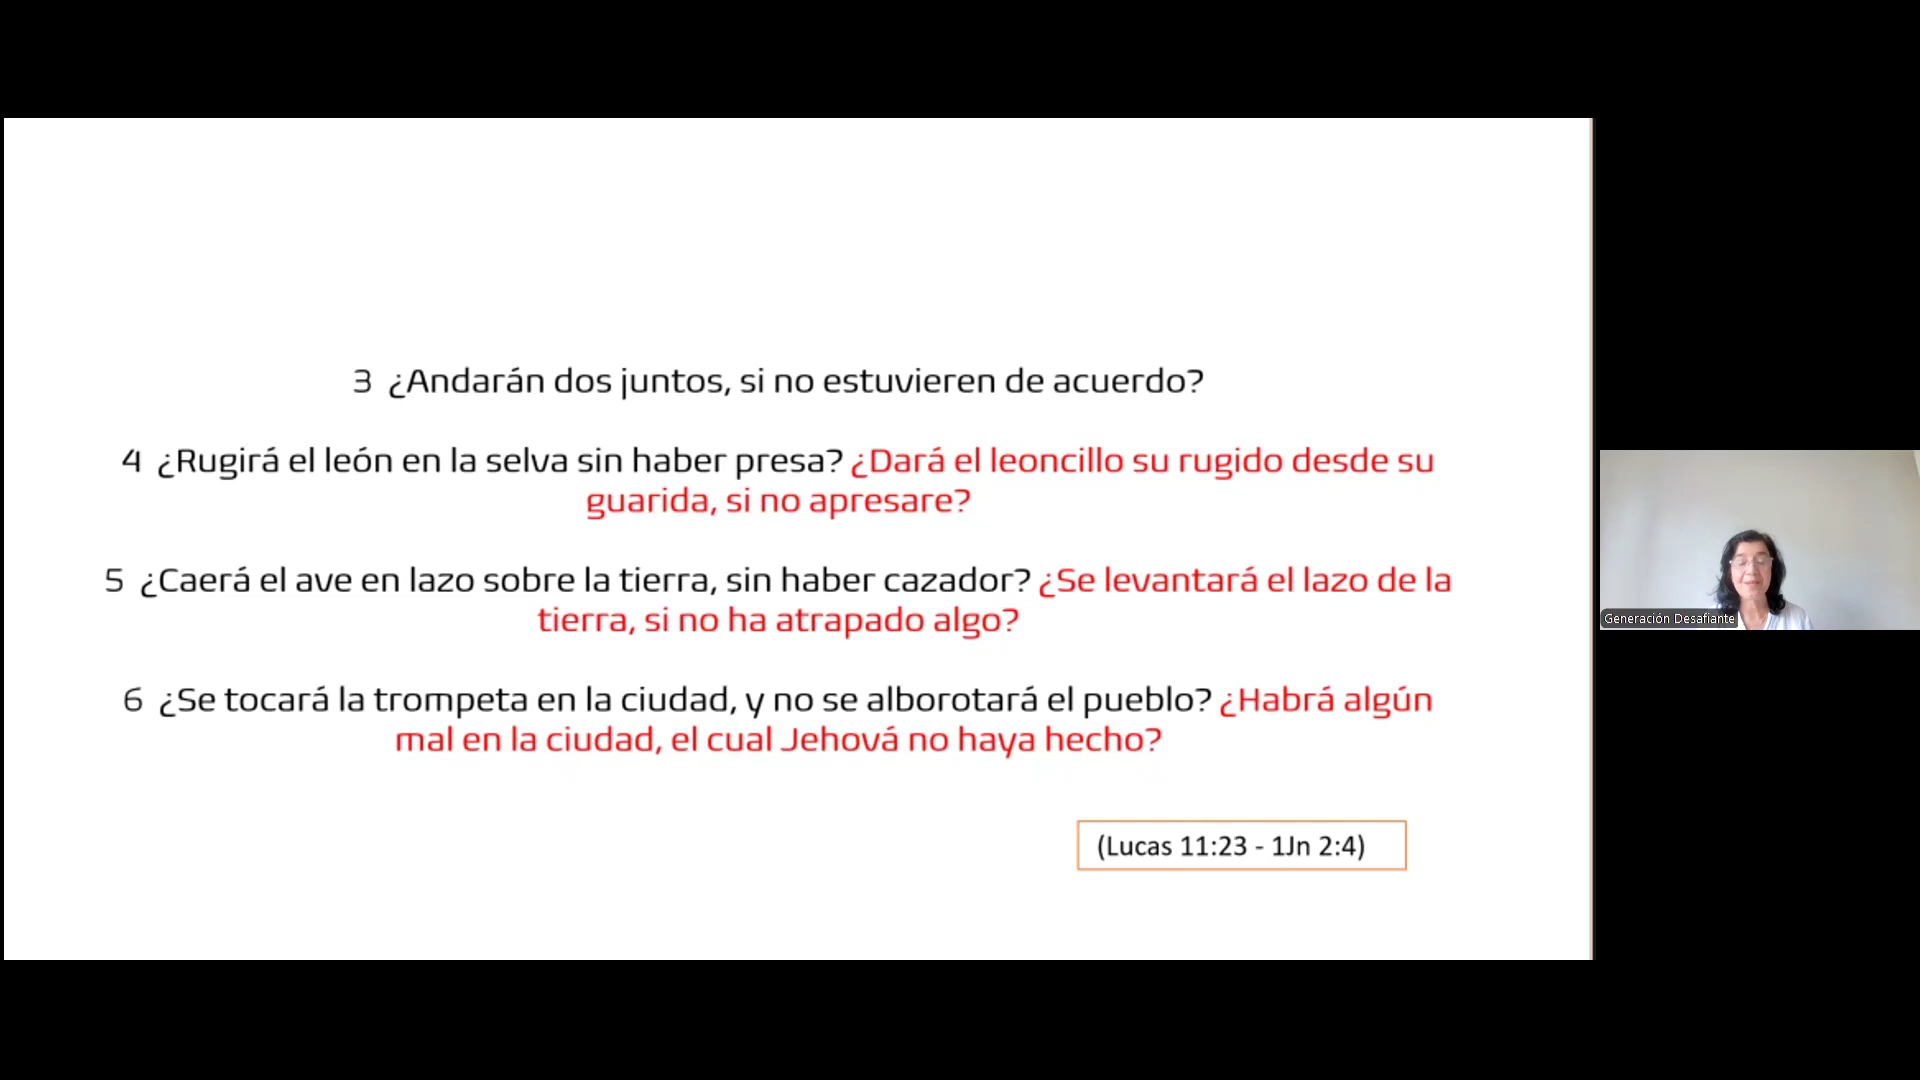 3 ¿Andarán dos juntos, si no estuvieren de acuerdo?
4 ¿Rugirá el león en la selva sin haber presa? ¿Dará el leoncillo su rugido desde su
guarida, si no apresare?
5 ¿Caerá el ave en lazo sobre la tierra, sin haber cazador? ¿Se levantará el lazo de la
tierra, si no ha atrapado algo?
6 ¿Se tocará la trompeta en la ciudad, y no se alborotará el pueblo? ¿Habrá algún
mal en la ciudad, el cual Jehová no haya hecho?
(Lucas 11:23 - 1Jn 2:4)
Generación Desafiante